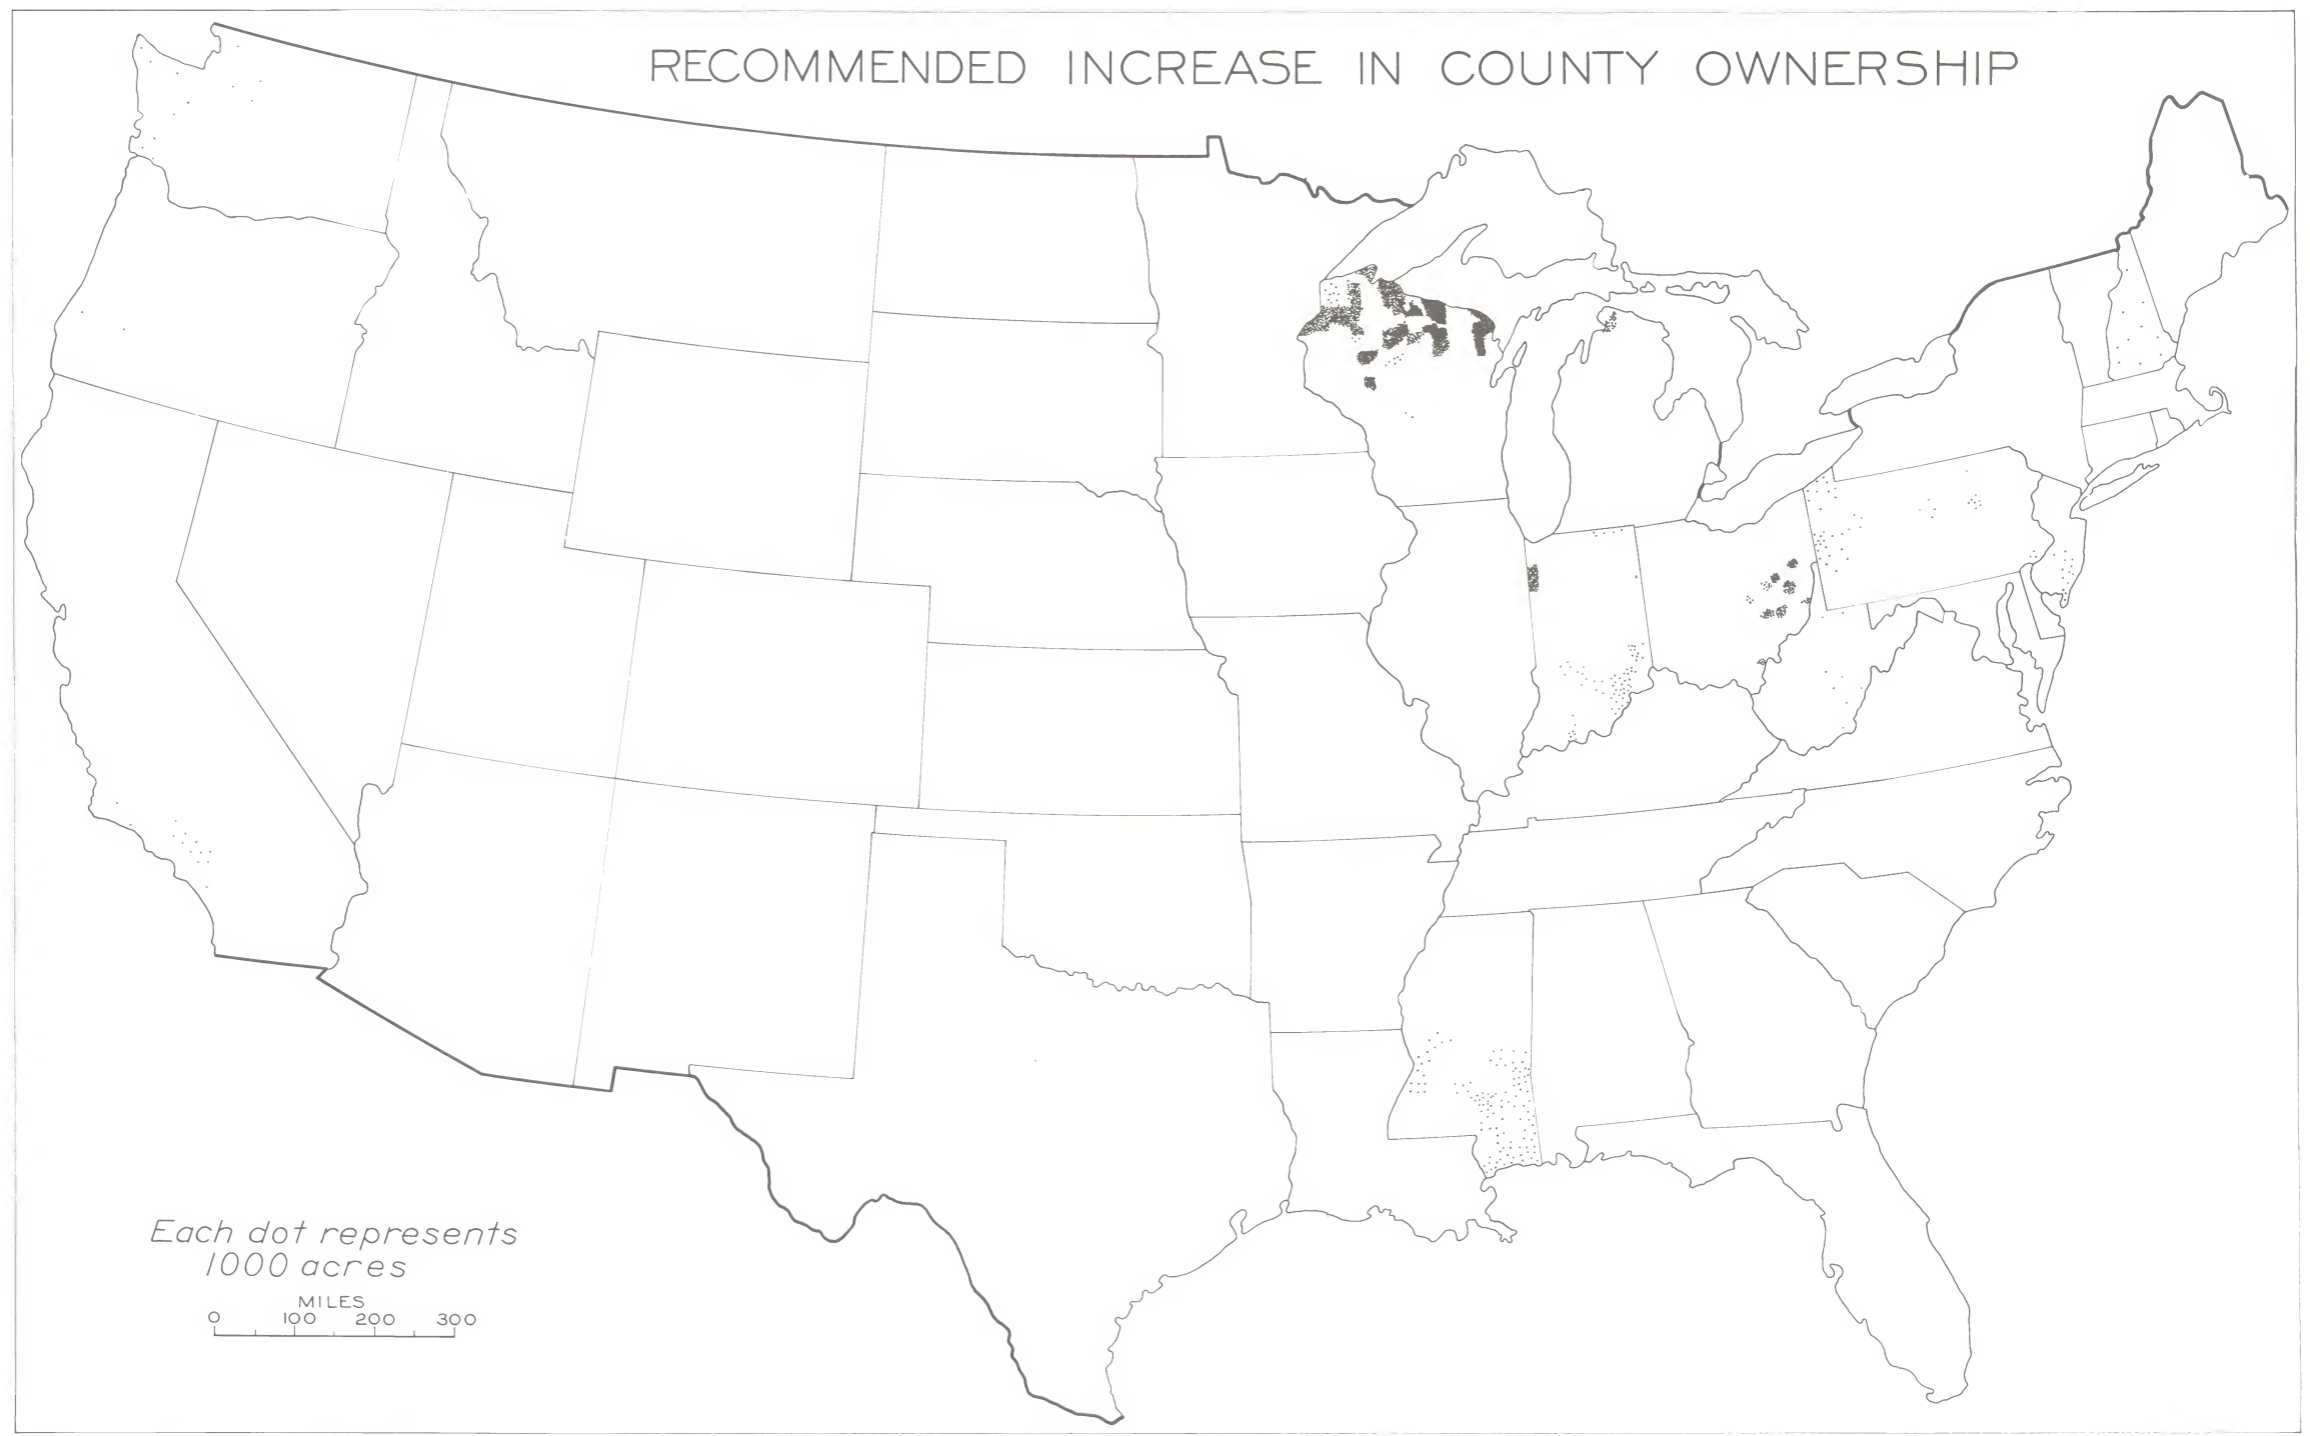 RECOMMENDED INCREASE IN COUNTY OWNERSHIP
Each dot represents
1000 acres
MILES
0 100 200 300